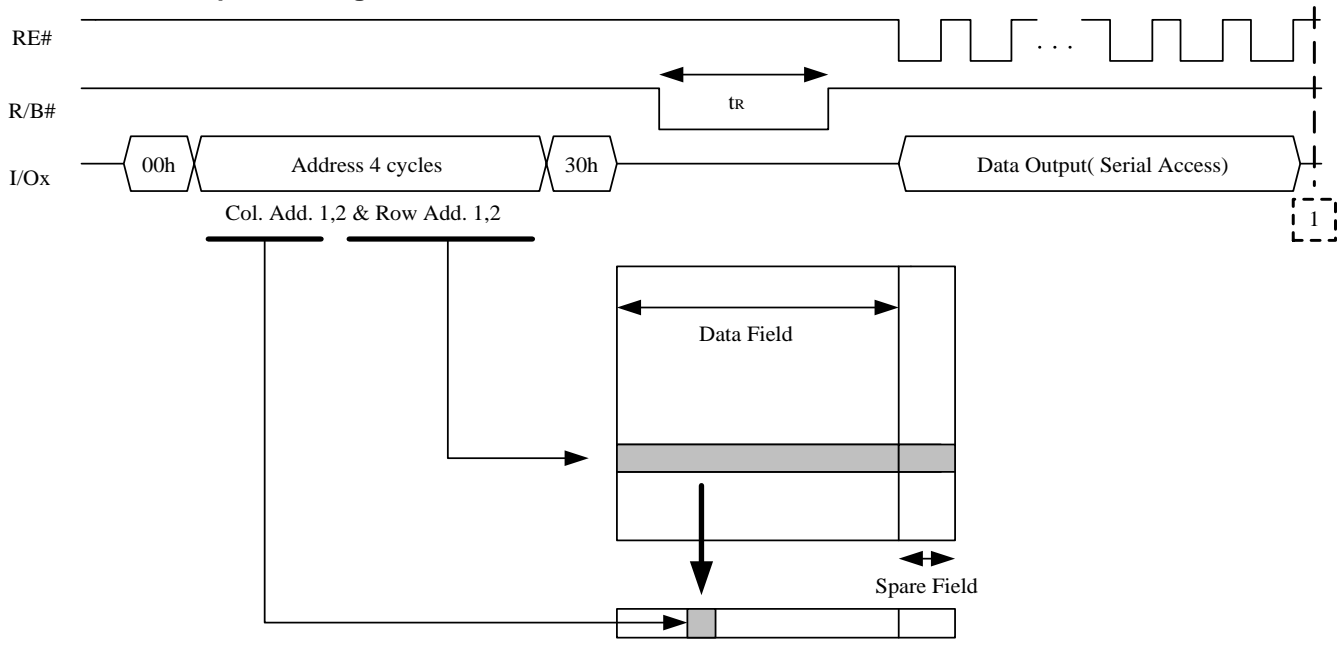 RE#
. . .
R/B#
tR
I/Ox
00h
Address 4 cycles
30h
Data Output( Serial Access)
Col. Add. 1,2 & Row Add. 1,2
1
Data Field
Spare Field